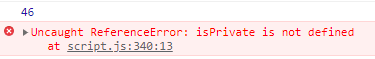 46
Uncaught ReferenceError: isPrivate is not defined
at script.js:340:13